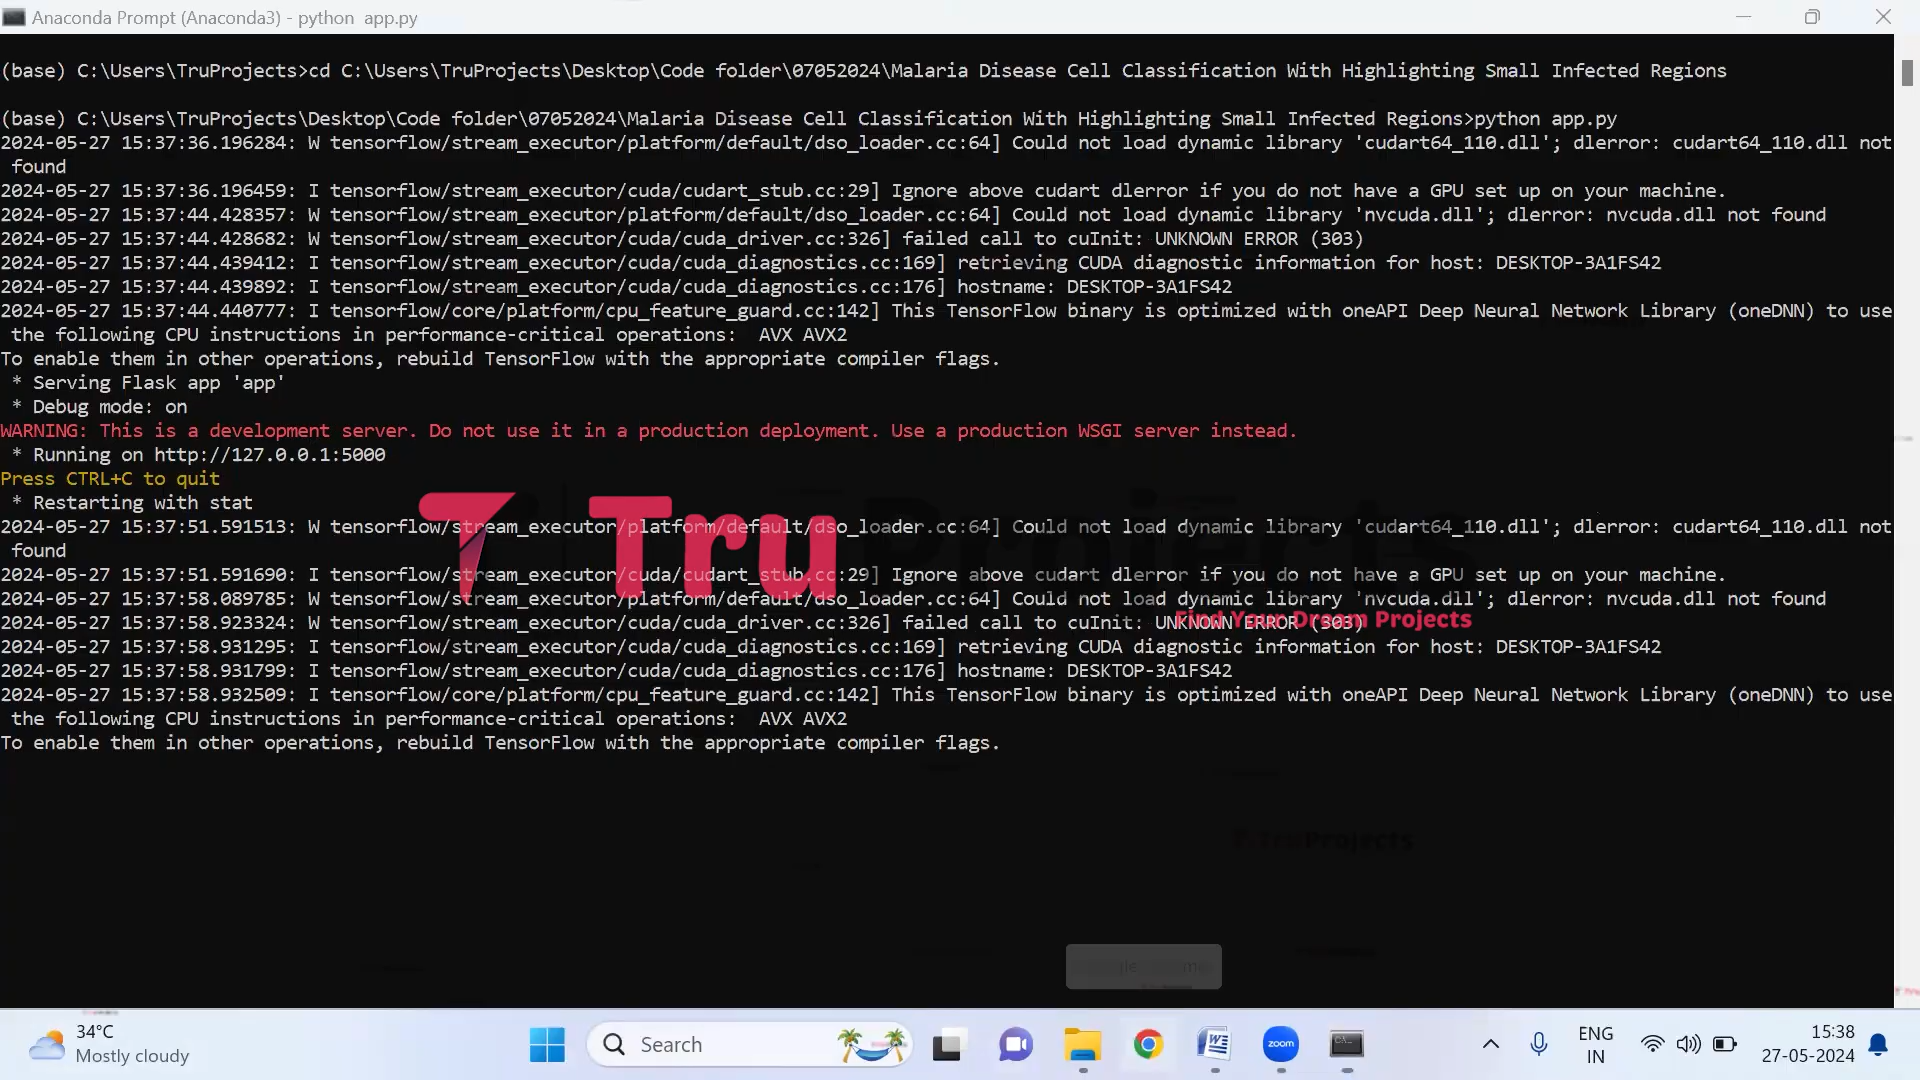 Anaconda Prompt (Anaconda3) - python  app.py
(base) C:\Users\TruProjects>cd C:\Users\TruProjects\Desktop\Code folder\07052024\Malaria Disease Cell Classification With Highlighting Small Infected Regions
(base) C:\Users\TruProjects\Desktop\Code folder\07052024\Malaria Disease Cell Classification With Highlighting Small Infected Regions>python app.py
2024-05-27 15:37:36.196284: W tensorflow/stream_executor/platform/default/dso_loader.cc:64] Could not load dynamic library 'cudart64_110.dll'; dlerror: cudart64_110.dll not
found
2024-05-27 15:37:36.196459: I tensorflow/stream_executor/cuda/cudart_stub.cc:29] Ignore above cudart dlerror if you do not have a GPU set up on your machine.
2024-05-27 15:37:44.428357: W tensorflow/stream_executor/platform/default/dso_loader.cc:64] Could not load dynamic library 'nvcuda.dll'; dlerror: nvcuda.dll not found
2024-05-27 15:37:44.428682: W tensorflow/stream_executor/cuda/cuda_driver.cc:326] failed call to cuInit: UNKNOWN ERROR (303)
2024-05-27 15:37:44.439412: I tensorflow/stream_executor/cuda/cuda_diagnostics.cc:169] retrieving CUDA diagnostic information for host: DESKTOP-3A1FS42
2024-05-27 15:37:44.439892: I tensorflow/stream_executor/cuda/cuda_diagnostics.cc:176] hostname: DESKTOP-3A1FS42
2024-05-27 15:37:44.440777: I tensorflow/core/platform/cpu_feature_guard.cc:142] This TensorFlow binary is optimized with oneAPI Deep Neural Network Library (oneDNN) to use
the following CPU instructions in performance-critical operations:  AVX AVX2
To enable them in other operations, rebuild TensorFlow with the appropriate compiler flags.
* Serving Flask app 'app'
* Debug mode: on
WARNING: This is a development server. Do not use it in a production deployment. Use a production WSGI server instead.
* Running on http://127.0.0.1:5000
Press CTRL+C to quit
* Restarting with stat
2024-05-27 15:37:51.591513: W tensorflow/stream_executor/platform/default/dso_loader.cc:64] Could not load dynamic library 'cudart64_110.dll'; dlerror: cudart64_110.dll not
found
2024-05-27 15:37:51.591690: I tensorflow/stream_executor/cuda/cudart_stub.cc:29] Ignore above cudart dlerror if you do not have a GPU set up on your machine.
2024-05-27 15:37:58.089785: W tensorflow/stream_executor/platform/default/dso_loader.cc:64] Could not load dynamic library 'nvcuda.dll'; dlerror: nvcuda.dll not found
2024-05-27 15:37:58.923324: W tensorflow/stream_executor/cuda/cuda_driver.cc:326] failed call to cuInit: UNKNOWN ERROR (303)
2024-05-27 15:37:58.931295: I tensorflow/stream_executor/cuda/cuda_diagnostics.cc:169] retrieving CUDA diagnostic information for host: DESKTOP-3A1FS42
2024-05-27 15:37:58.931799: I tensorflow/stream_executor/cuda/cuda_diagnostics.cc:176] hostname: DESKTOP-3A1FS42
2024-05-27 15:37:58.932509: I tensorflow/core/platform/cpu_feature_guard.cc:142] This TensorFlow binary is optimized with oneAPI Deep Neural Network Library (oneDNN) to use
the following CPU instructions in performance-critical operations:  AVX AVX2
To enable them in other operations, rebuild TensorFlow with the appropriate compiler flags.
TruProjects
Find Your Dream Projects
TruProjects
34°C
Mostly cloudy
Search
zoom
ENG
IN
15:38
27-05-2024